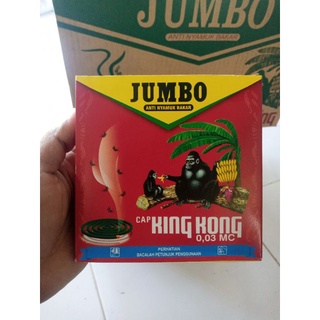 JUMBO
ANTI NYAMUK BAKAR
JUMBO
ANTI NYAMUK BAKAR
CAP KING KONG
0,03 MC
PERHATIAN
BACALAH PETUNJUK PENGGUNAAN